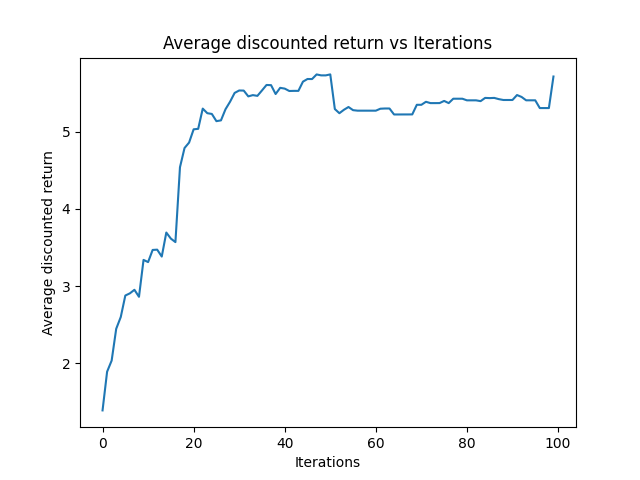 Average discounted return vs Iterations
Average discounted return
5
4
3
2
0 20 40 60 80 100
Iterations